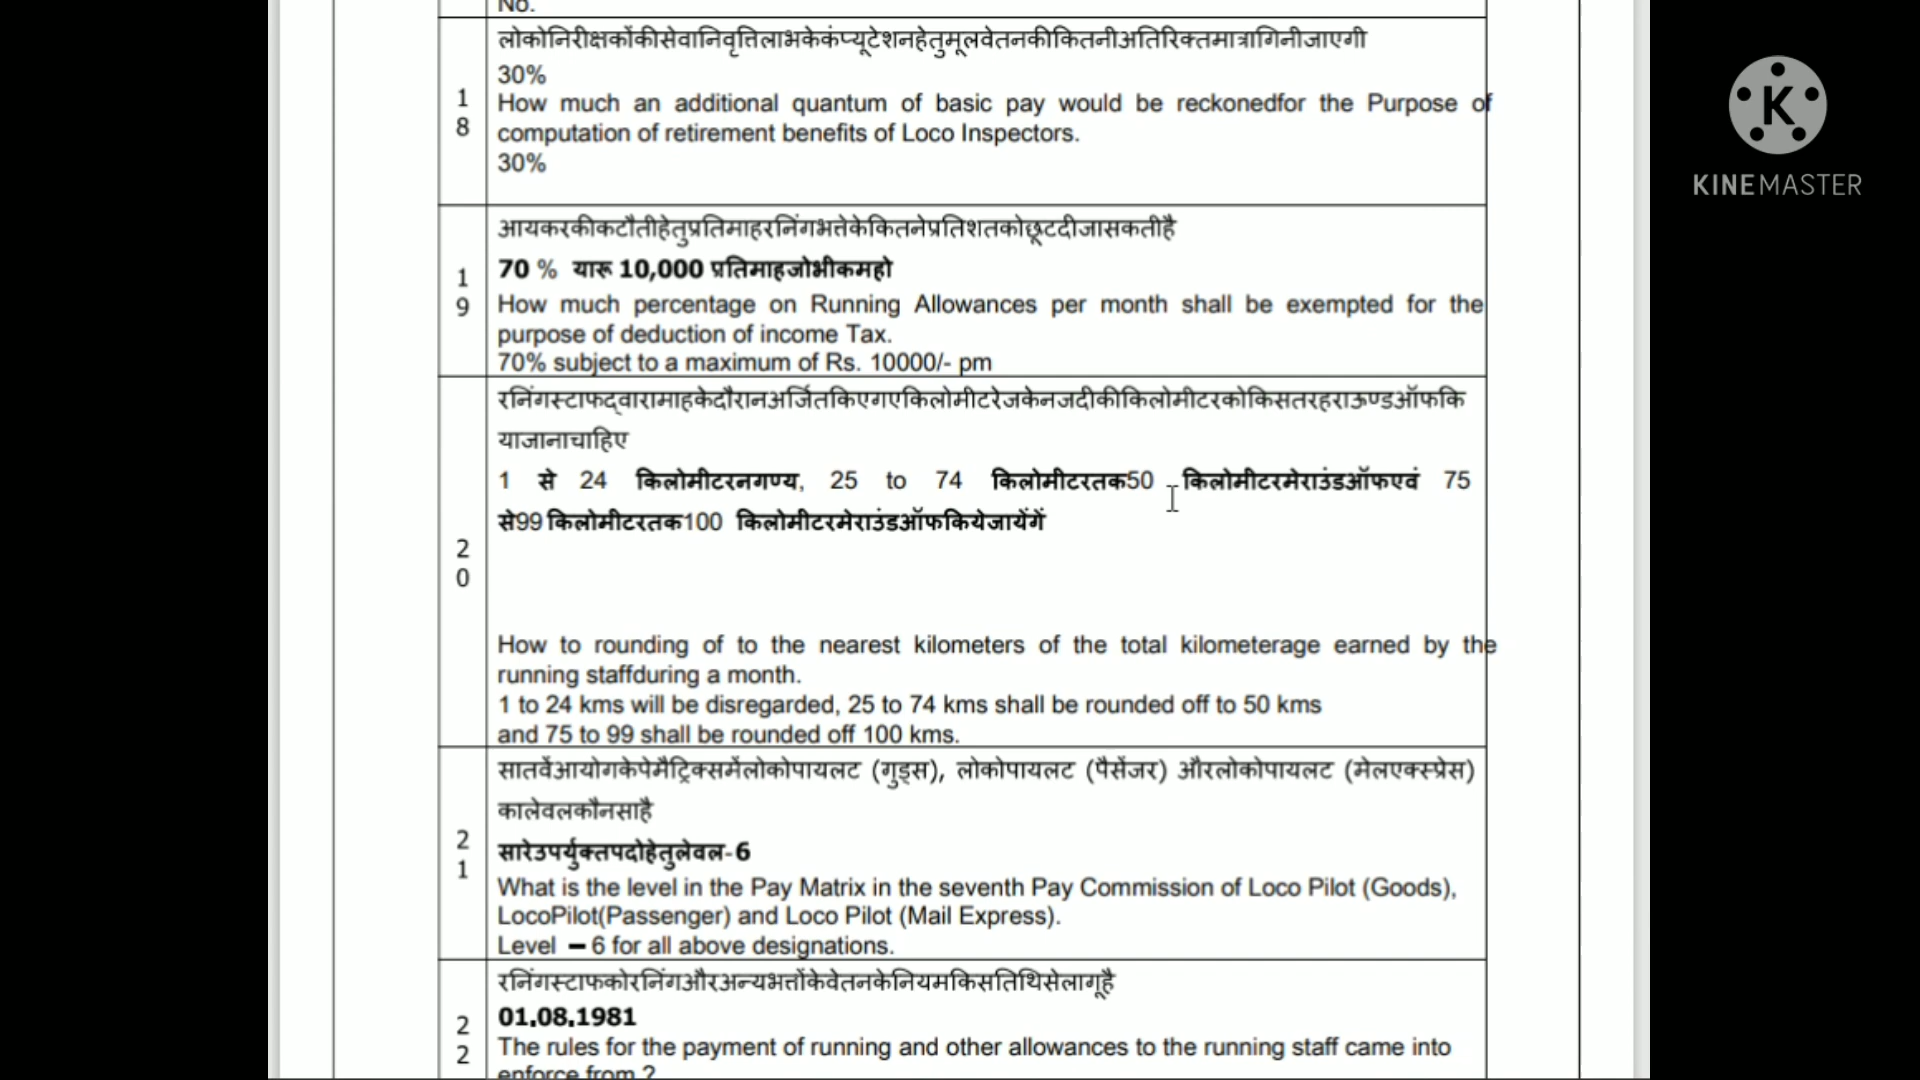 No.
लोकोनिरीक्षकोंकीसेवानिवृत्तिलाभकेकंप्यूटेशनहेतुमूलवेतनकीकितनीअतिरिक्तमात्रागिनीजाएगी
30%
18
How much an additional quantum of basic pay would be reckonedfor the Purpose of
computation of retirement benefits of Loco Inspectors.
30%
आयकरकीकटौतीहेतुप्रतिमाहरनिंगभत्तेकेकितनेप्रतिशतकोछूटदीजासकतीहै
70 % यारू 10,000 प्रतिमाहजोभीकमहो
19
How much percentage on Running Allowances per month shall be exempted for the
purpose of deduction of income Tax.
70% subject to a maximum of Rs. 10000/- pm
रनिंगस्टाफद्वारामाहकेदौरानअर्जितकिएगएकिलोमीटरेजकेनजदीकीकिलोमीटरकोकिसतरहराऊण्डऑफकि
याजानाचाहिए
1 से 24 किलोमीटरनगण्य, 25 to 74 किलोमीटरतक50 किलोमीटरमेराउंडऑफएवं 75
से99 किलोमीटरतक100 किलोमीटरमेराउंडऑफकियेजायेंगें
20
How to rounding of to the nearest kilometers of the total kilometerage earned by the
running staffduring a month.
1 to 24 kms will be disregarded, 25 to 74 kms shall be rounded off to 50 kms
and 75 to 99 shall be rounded off 100 kms.
सातवेंआयोगकेपेमैट्रिक्समेंलोकोपायलट (गुड्स), लोकोपायलट (पैसेंजर) औरलोकोपायलट (मेलएक्स्प्रेस)
कालेवलकौनसाहै
21
सारेउपर्युक्तपदोहेतुलेवल-6
What is the level in the Pay Matrix in the seventh Pay Commission of Loco Pilot (Goods),
LocoPilot(Passenger) and Loco Pilot (Mail Express).
Level – 6 for all above designations.
रनिंगस्टाफकोरनिंगऔरअन्यभत्तोंकेवेतनकेनियमकिसतिथिसेलागूहै
01.08.1981
22
The rules for the payment of running and other allowances to the running staff came into
enforce from ?
K
KINEMASTER